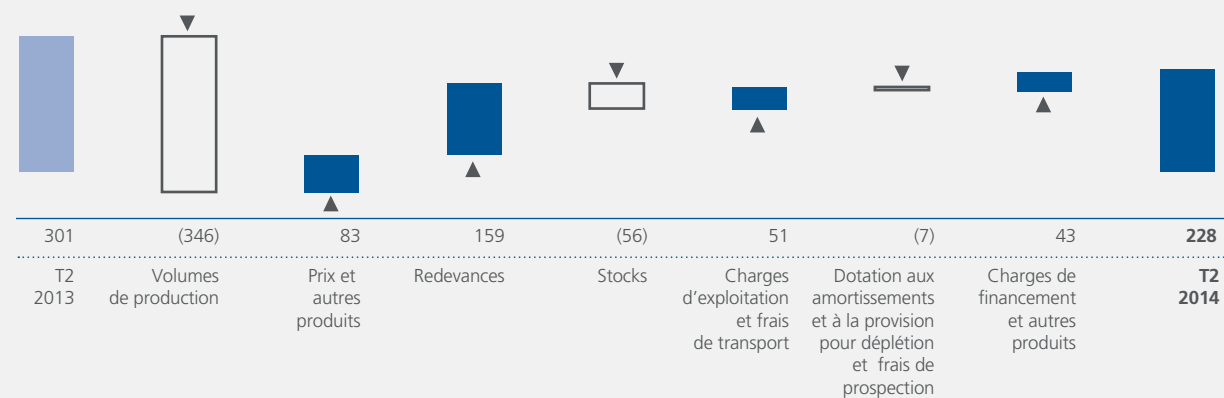 301 (346) 83 159 (56) 51 (7) 43 228
T2
2013
Volumes
de production
Prix et
autres
produits
Redevances
Stocks
Charges
d'exploitation
et frais
de transport
Dotation aux
amortissements
et à la provision
pour déplétion
et frais de
prospection
Charges de
financement
et autres
produits
T2
2014